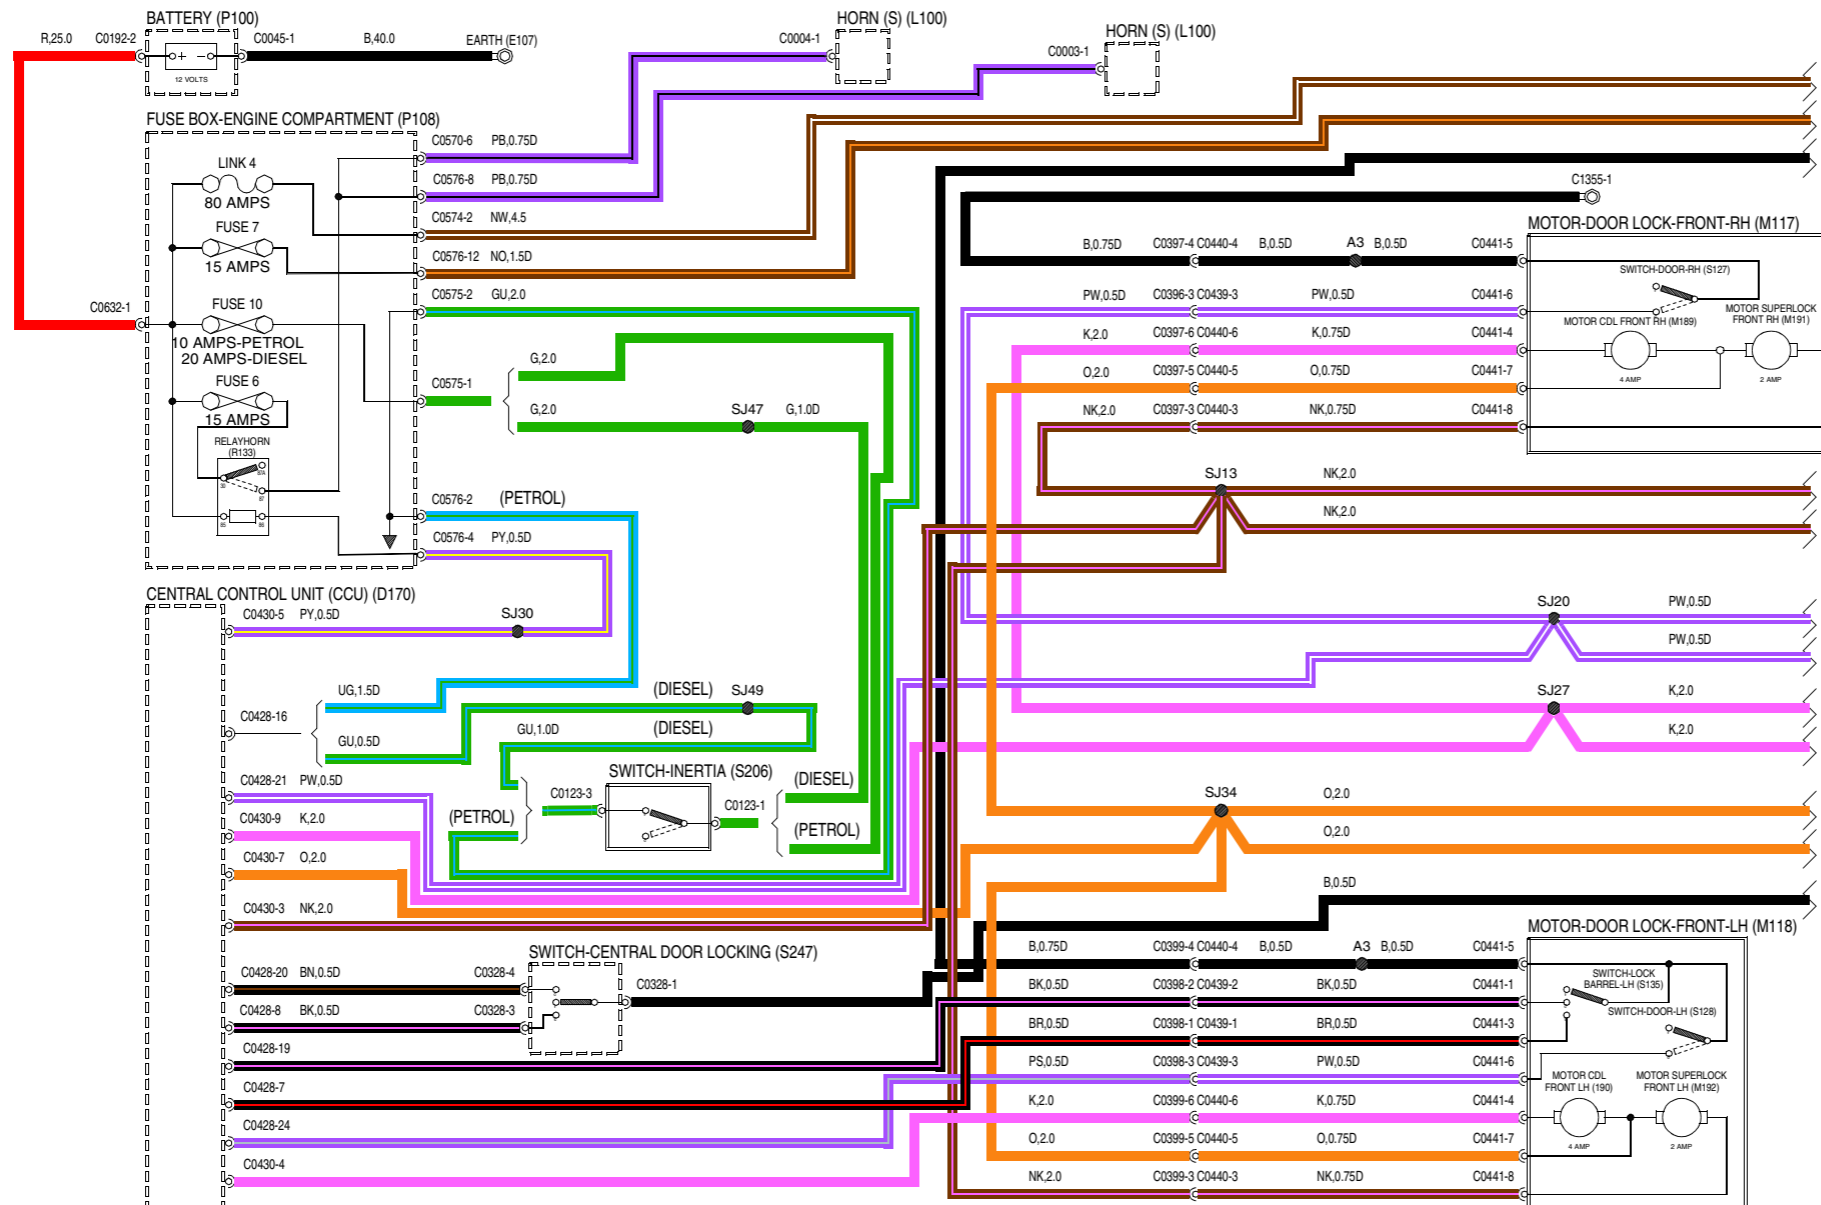 BATTERY (P100)
R,25.0 C0192-2 C0045-1 B,40.0 EARTH (E107)
+ −
12 VOLTS
HORN (S) (L100)
C0004-1
HORN (S) (L100)
C0003-1
FUSE BOX-ENGINE COMPARTMENT (P108)
LINK 4
80 AMPS
FUSE 7
15 AMPS
FUSE 10
10 AMPS-PETROL
20 AMPS-DIESEL
FUSE 6
15 AMPS
RELAYHORN
(R133)
87A
30
87
85 86
C0632-1
C0570-6 PB,0.75D
C0576-8 PB,0.75D
C0574-2 NW,4.5
C0576-12 NO,1.5D
C0575-2 GU,2.0
C0575-1
G,2.0
G,2.0 SJ47 G,1.0D
C0576-2 (PETROL)
C0576-4 PY,0.5D
C1355-1
MOTOR-DOOR LOCK-FRONT-RH (M117)
B,0.75D C0397-4 C0440-4 B,0.5D A3 B,0.5D C0441-5
SWITCH-DOOR-RH (S127)
PW,0.5D C0396-3 C0439-3 PW,0.5D C0441-6
MOTOR CDL FRONT RH (M189)
MOTOR SUPERLOCK
FRONT RH (M191)
K,2.0 C0397-6 C0440-6 K,0.75D C0441-4
4 AMP 2 AMP
O,2.0 C0397-5 C0440-5 O,0.75D C0441-7
NK,2.0 C0397-3 C0440-3 NK,0.75D C0441-8
SJ13 NK,2.0
NK,2.0
SJ20 PW,0.5D
PW,0.5D
SJ27 K,2.0
K,2.0
SJ34 O,2.0
O,2.0
B,0.5D
CENTRAL CONTROL UNIT (CCU) (D170)
C0430-5 PY,0.5D SJ30
C0428-16
UG,1.5D
GU,0.5D
(DIESEL) SJ49
GU,1.0D (DIESEL)
SWITCH-INERTIA (S206)
C0123-3 C0123-1
(DIESEL)
(PETROL)
(PETROL)
C0428-21 PW,0.5D
C0430-9 K,2.0
C0430-7 O,2.0
C0430-3 NK,2.0
SWITCH-CENTRAL DOOR LOCKING (S247)
C0428-20 BN,0.5D C0328-4 C0328-1
C0428-8 BK,0.5D C0328-3
C0428-19
C0428-7
C0428-24
C0430-4
MOTOR-DOOR LOCK-FRONT-LH (M118)
B,0.75D C0399-4 C0440-4 B,0.5D A3 B,0.5D C0441-5
SWITCH-LOCK
BARREL-LH (S135)
BK,0.5D C0398-2 C0439-2 BK,0.5D C0441-1
SWITCH-DOOR-LH (S128)
BR,0.5D C0398-1 C0439-1 BR,0.5D C0441-3
PS,0.5D C0398-3 C0439-3 PW,0.5D C0441-6
MOTOR CDL
FRONT LH (190)
MOTOR SUPERLOCK
FRONT LH (M192)
K,2.0 C0399-6 C0440-6 K,0.75D C0441-4
O,2.0 C0399-5 C0440-5 O,0.75D C0441-7
4 AMP 2 AMP
NK,2.0 C0399-3 C0440-3 NK,0.75D C0441-8